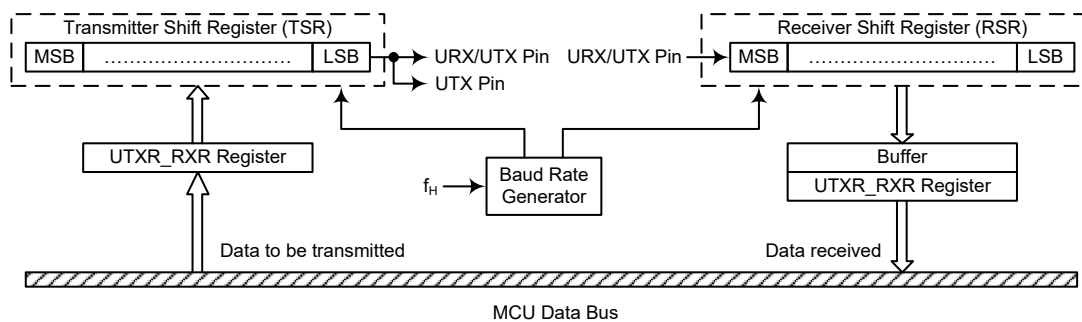 Transmitter Shift Register (TSR)
MSB …………………………… LSB
URX/UTX Pin
UTX Pin
Receiver Shift Register (RSR)
URX/UTX Pin
MSB …………………………… LSB
UTXR_RXR Register
Baud Rate
Generator
fH
Buffer
UTXR_RXR Register
Data to be transmitted
Data received
MCU Data Bus